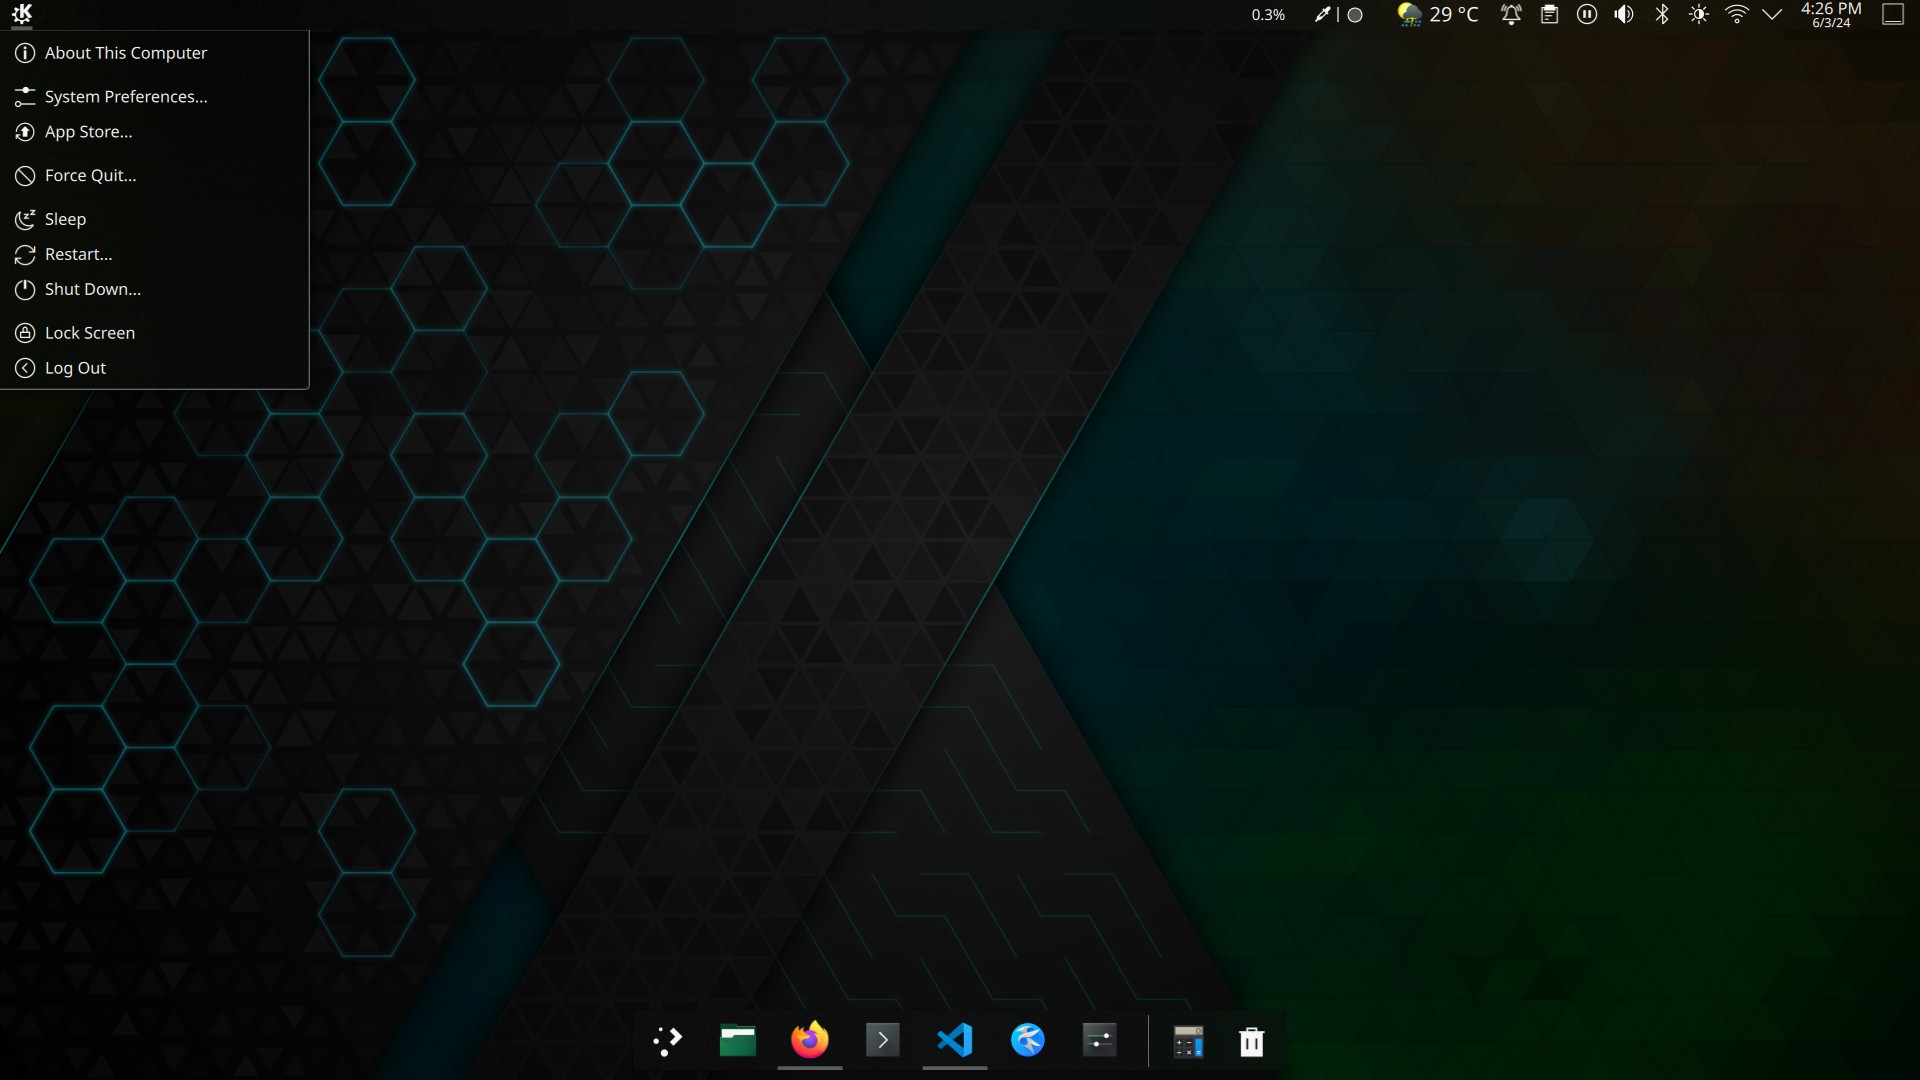 0.3%
29 °C
4:26 PM
6/3/24
About This Computer
System Preferences...
App Store...
Force Quit...
Sleep
Restart...
Shut Down...
Lock Screen
Log Out